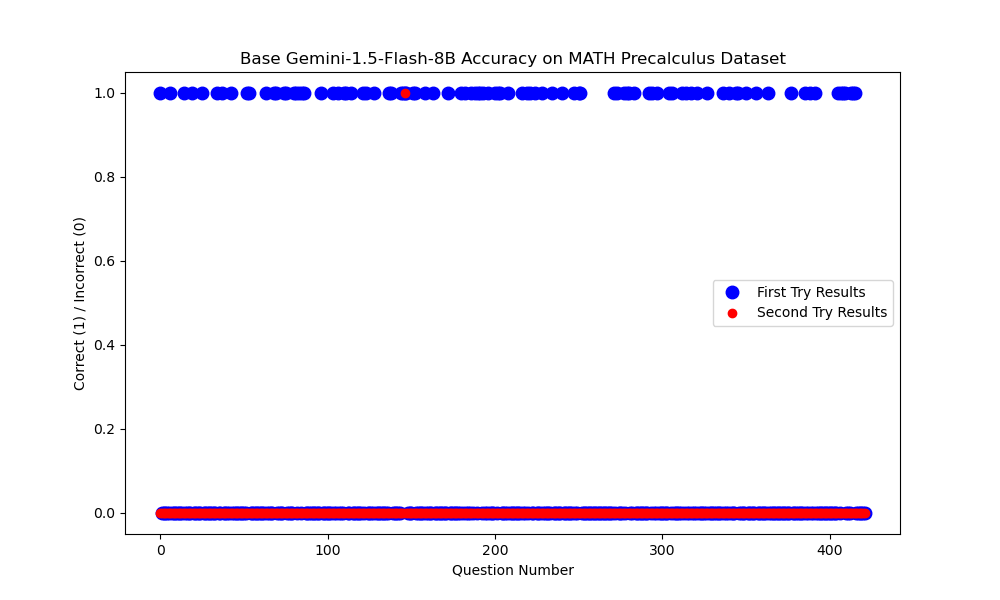 Base Gemini-1.5-Flash-8B Accuracy on MATH Precalculus Dataset
Correct (1) / Incorrect (0)
1.0
0.8
0.6
0.4
0.2
0.0
First Try Results
Second Try Results
0 100 200 300 400
Question Number